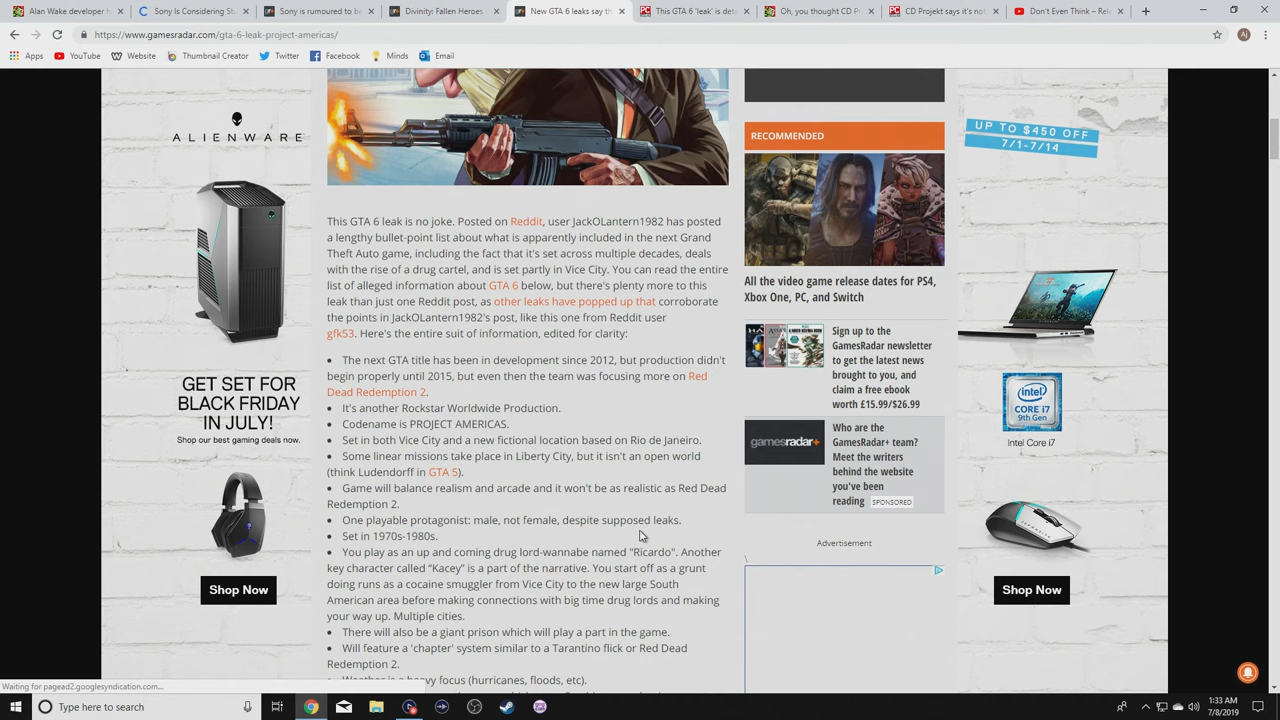 Alan Wake developer h
Sony Is Considering St
Sony is rumoured to be
Divinity: Fallen Heroes
New GTA 6 leaks say th
This GTA 6 'leak' is det
Oh, you thought CD P
CD Projekt says it's not
Don't Even Think – Rel
https://www.gamesradar.com/gta-6-leak-project-americas/
Apps YouTube Website Thumbnail Creator Twitter Facebook Minds Email
ALIENWARE
GET SET FOR
BLACK FRIDAY
IN JULY!
Shop our best gaming deals now.
Shop Now
This GTA 6 leak is no joke. Posted on Reddit, user JackOLantern1982 has posted
a lengthy bullet-point list about what is apparently included in the next Grand
Theft Auto game, including the fact that it's set across multiple decades, deals
with the rise of a drug cartel, and is set partly in Vice City. You can read the entire
list of alleged information about GTA 6 below, but there's plenty more to this
leak than just one Reddit post, as other leaks have popped up that corroborate
the points in JackOLantern1982's post, like this one from Reddit user
gfk53. Here's the entire suit of information, edited for clarity:
• The next GTA title has been in development since 2012, but production didn't
begin properly until 2015, but even then the team was focusing more on Red
Dead Redemption 2.
• It's another Rockstar Worldwide Production.
Codename is PROJECT AMERICAS.
• Set in both Vice City and a new fictional location based on Rio de Janeiro.
Some linear missions take place in Liberty City, but it isn't an open world
(think Ludendorff in GTA 5).
• Game will balance realism and arcade and it won't be as realistic as Red Dead
Redemption 2.
• One playable protagonist: male, not female, despite supposed leaks.
• Set in 1970s-1980s.
• You play as an up and coming drug lord-wannabe named "Ricardo". Another
key character called “Kacey” is a part of the narrative. You start off as a grunt
doing runs as a cocaine smuggler from Vice City to the new large South
American area before making connections with big time drug lords and making
your way up. Multiple cities.
• There will also be a giant prison which will play a part in the game.
• Will feature a 'chapter' system similar to a Tarantino flick or Red Dead
Redemption 2.
• Weather is a heavy focus (hurricanes, floods, etc).
RECOMMENDED
All the video game release dates for PS4,
Xbox One, PC, and Switch
Sign up to the
GamesRadar newsletter
to get the latest news
brought to you, and
claim a free ebook
worth £15.99/$26.99
gamesradar+
Who are the
GamesRadar+ team?
Meet the writers
behind the website
you've been
reading SPONSORED
Advertisement
\
UP TO $450 OFF
7/1-7/14
intel
CORE i7
9th Gen
Intel Core i7
Shop Now
Waiting for pagead2.googlesyndication.com...
Type here to search
1:33 AM
7/8/2019